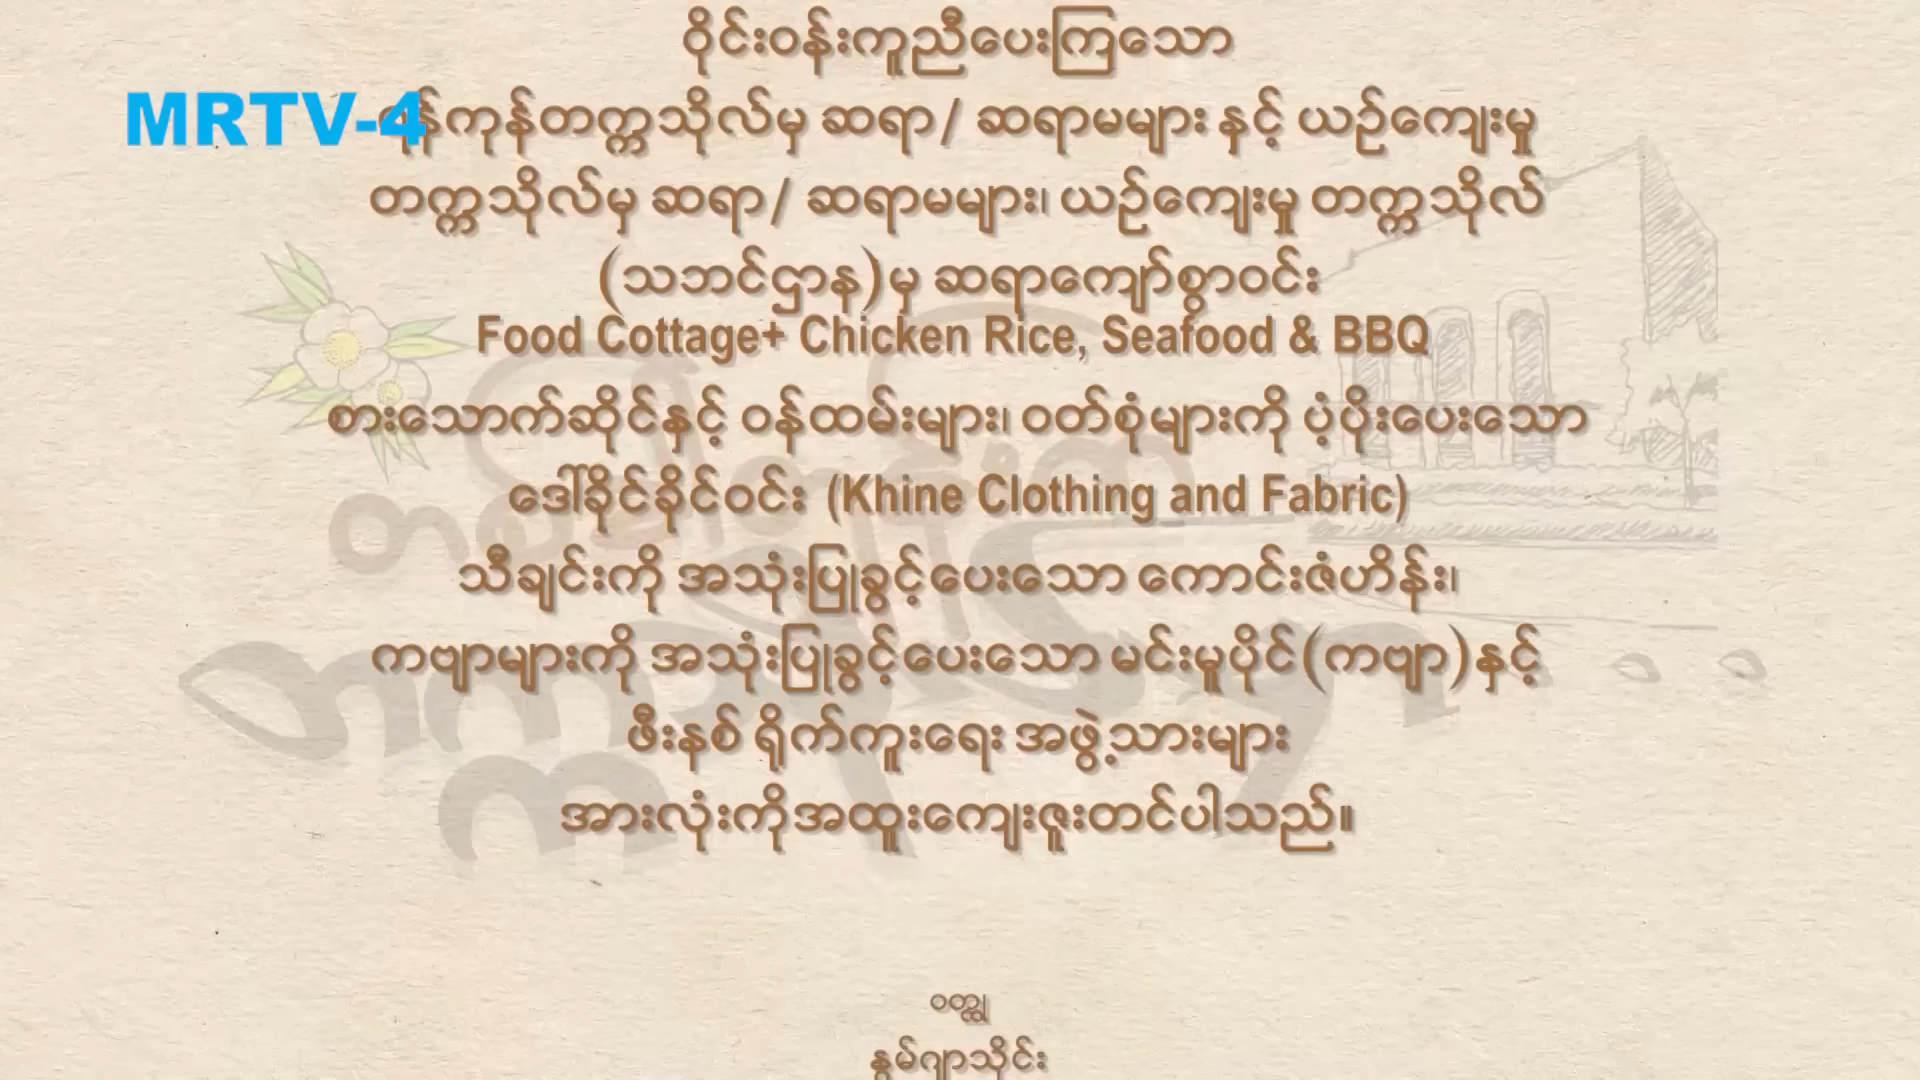 ဝိုင်းဝန်းကူညီပေးကြသော
MRTV-4
ရန်ကုန်တက္ကသိုလ်မှ ဆရာ/ ဆရာမများ နှင့် ယဉ်ကျေးမှု
တက္ကသိုလ်မှ ဆရာ/ ဆရာမများ၊ ယဉ်ကျေးမှု တက္ကသိုလ်
(သဘင်ဌာန)မှ ဆရာကျော်စွာဝင်း
Food Cottage+ Chicken Rice, Seafood & BBQ
စားသောက်ဆိုင်နှင့် ဝန်ထမ်းများ၊ ဝတ်စုံများကို ပံ့ပိုးပေးသော
ဒေါ်ခိုင်ခိုင်ဝင်း (Khine Clothing and Fabric)
သီချင်းကို အသုံးပြုခွင့်ပေးသော ကောင်းဇံဟိန်း၊
ကဗျာများကို အသုံးပြုခွင့်ပေးသော မင်းမူပိုင်(ကဗျာ)နှင့်
ဖီးနစ် ရိုက်ကူးရေး အဖွဲ့သားများ
အားလုံးကိုအထူးကျေးဇူးတင်ပါသည်။
ဝတ္ထု
နွမ်ဂျာသိုင်း